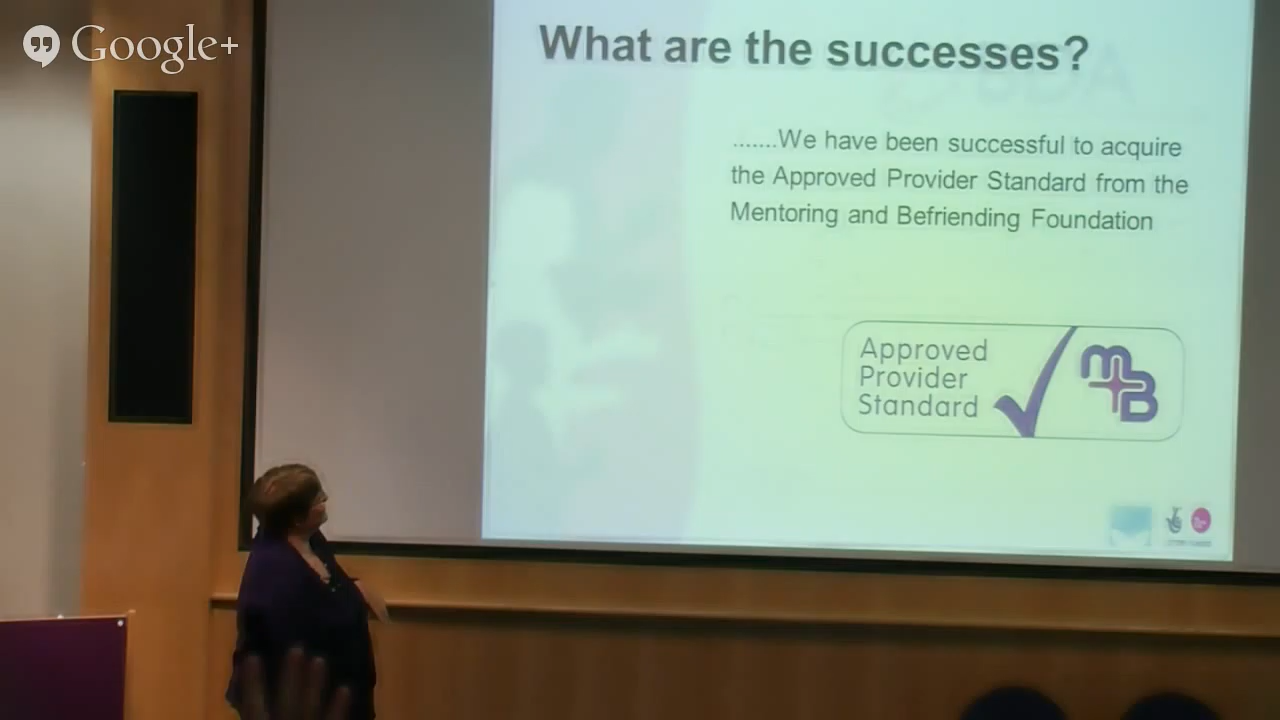 Google+
What are the successes?
.......We have been successful to acquire
the Approved Provider Standard from the
Mentoring and Befriending Foundation
Approved
Provider
Standard
m+B